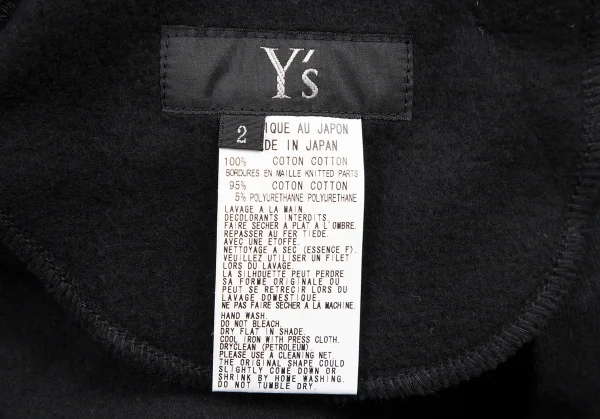 Y's
2
IQUE AU JAPON
DE IN JAPAN
100% COTON COTTON
BORDURES EN MAILLE KNITTED PARTS
95% COTON COTTON
5% POLYURETHANNE POLYURETHANE
LAVAGE A LA MAIN
DECOLORANTS INTERDITS.
FAIRE SECHER A PLAT A L'OMBRE.
REPASSER AU FER TIEDE.
AVEC UNE ETOFFE.
NETTOYAGE A SEC (ESSENCE F).
VEUILLEZ UTILISER UN FILET
LORS DU LAVAGE.
LA SILHOUETTE PEUT PERDRE
SA FORME ORIGINALE OU
PEUT SE RETRECIR LORS DU
LAVAGE DOMESTIQUE.
NE PAS FAIRE SECHER A LA MACHINE.
HAND WASH.
DO NOT BLEACH.
DRY FLAT IN SHADE.
COOL IRON WITH PRESS CLOTH.
DRYCLEAN (PETROLEUM).
PLEASE USE A CLEANING NET.
THE ORIGINAL SHAPE COULD
SLIGHTLY COME DOWN OR
SHRINK BY HOME WASHING.
DO NOT TUMBLE DRY.